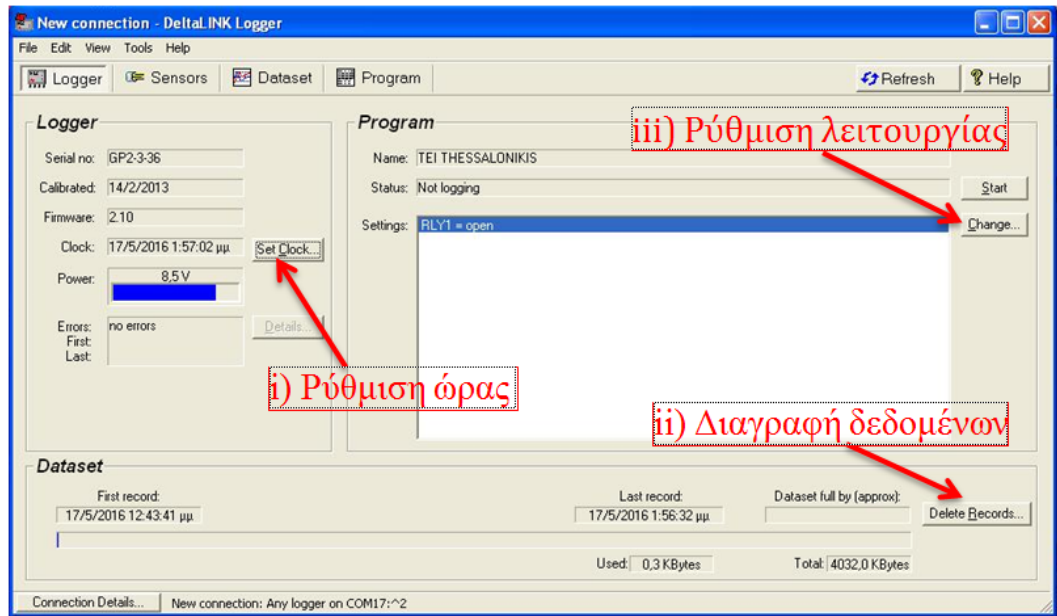 New connection - DeltaLINK Logger
File Edit View Tools Help
Logger Sensors Dataset Program Refresh Help
Logger
Serial no: GP2-3-36
Calibrated: 14/2/2013
Firmware: 2.10
Clock: 17/5/2016 1:57:02 μμ Set Clock...
Power: 8,5 V
Errors: no errors Details...
First:
Last:
i) Ρύθμιση ώρας
Program
iii) Ρύθμιση λειτουργίας
Name: TEI THESSALONIKIS
Status: Not logging Start
Settings: RLY1 = open Change...
ii) Διαγραφή δεδομένων
Dataset
First record: Last record: Dataset full by (approx):
17/5/2016 12:43:41 μμ 17/5/2016 1:56:32 μμ Delete Records...
Used: 0,3 KBytes Total: 4032,0 KBytes
Connection Details... New connection: Any logger on COM17:^2